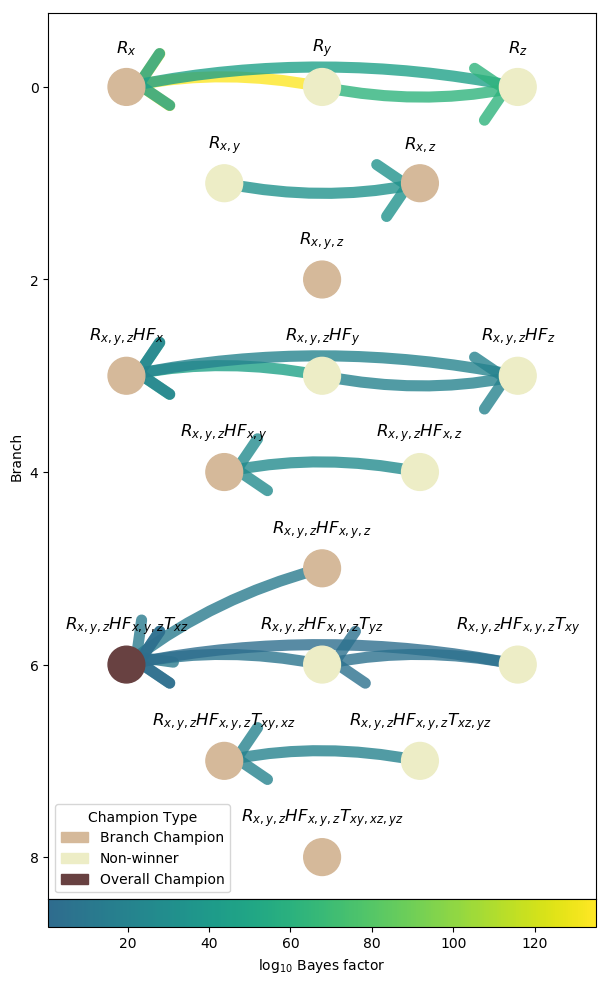 R_x R_y R_z
0
R_{x,y} R_{x,z}
R_{x,y,z}
2
R_{x,y,z}HF_x R_{x,y,z}HF_y R_{x,y,z}HF_z
R_{x,y,z}HF_{x,y} R_{x,y,z}HF_{x,z}
Branch
4
R_{x,y,z}HF_{x,y,z}
R_{x,y,z}HF_{x,y,z}T_{xz} R_{x,y,z}HF_{x,y,z}T_{yz} R_{x,y,z}HF_{x,y,z}T_{xy}
6
R_{x,y,z}HF_{x,y,z}T_{xy,xz} R_{x,y,z}HF_{x,y,z}T_{xz,yz}
R_{x,y,z}HF_{x,y,z}T_{xy,xz,yz}
8
Champion Type
Branch Champion
Non-winner
Overall Champion
20 40 60 80 100 120
log_{10} Bayes factor